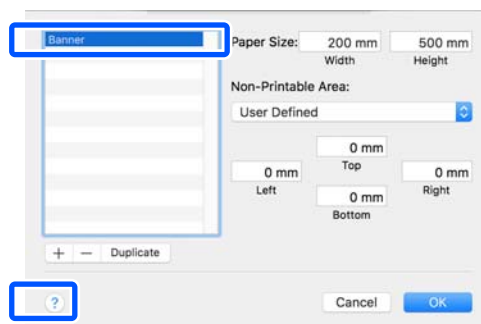 Banner
Paper Size: 200 mm 500 mm
Width Height
Non-Printable Area:
User Defined
0 mm
Top
0 mm 0 mm
Left Right
0 mm
Bottom
+ − Duplicate
? Cancel OK